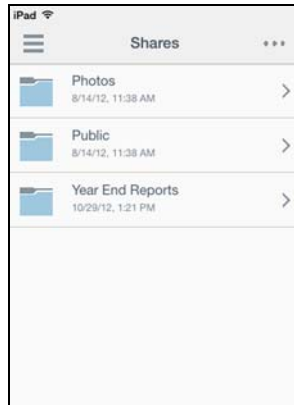 iPad
Shares
Photos
8/14/12, 11:38 AM
Public
8/14/12, 11:38 AM
Year End Reports
10/29/12, 1:21 PM